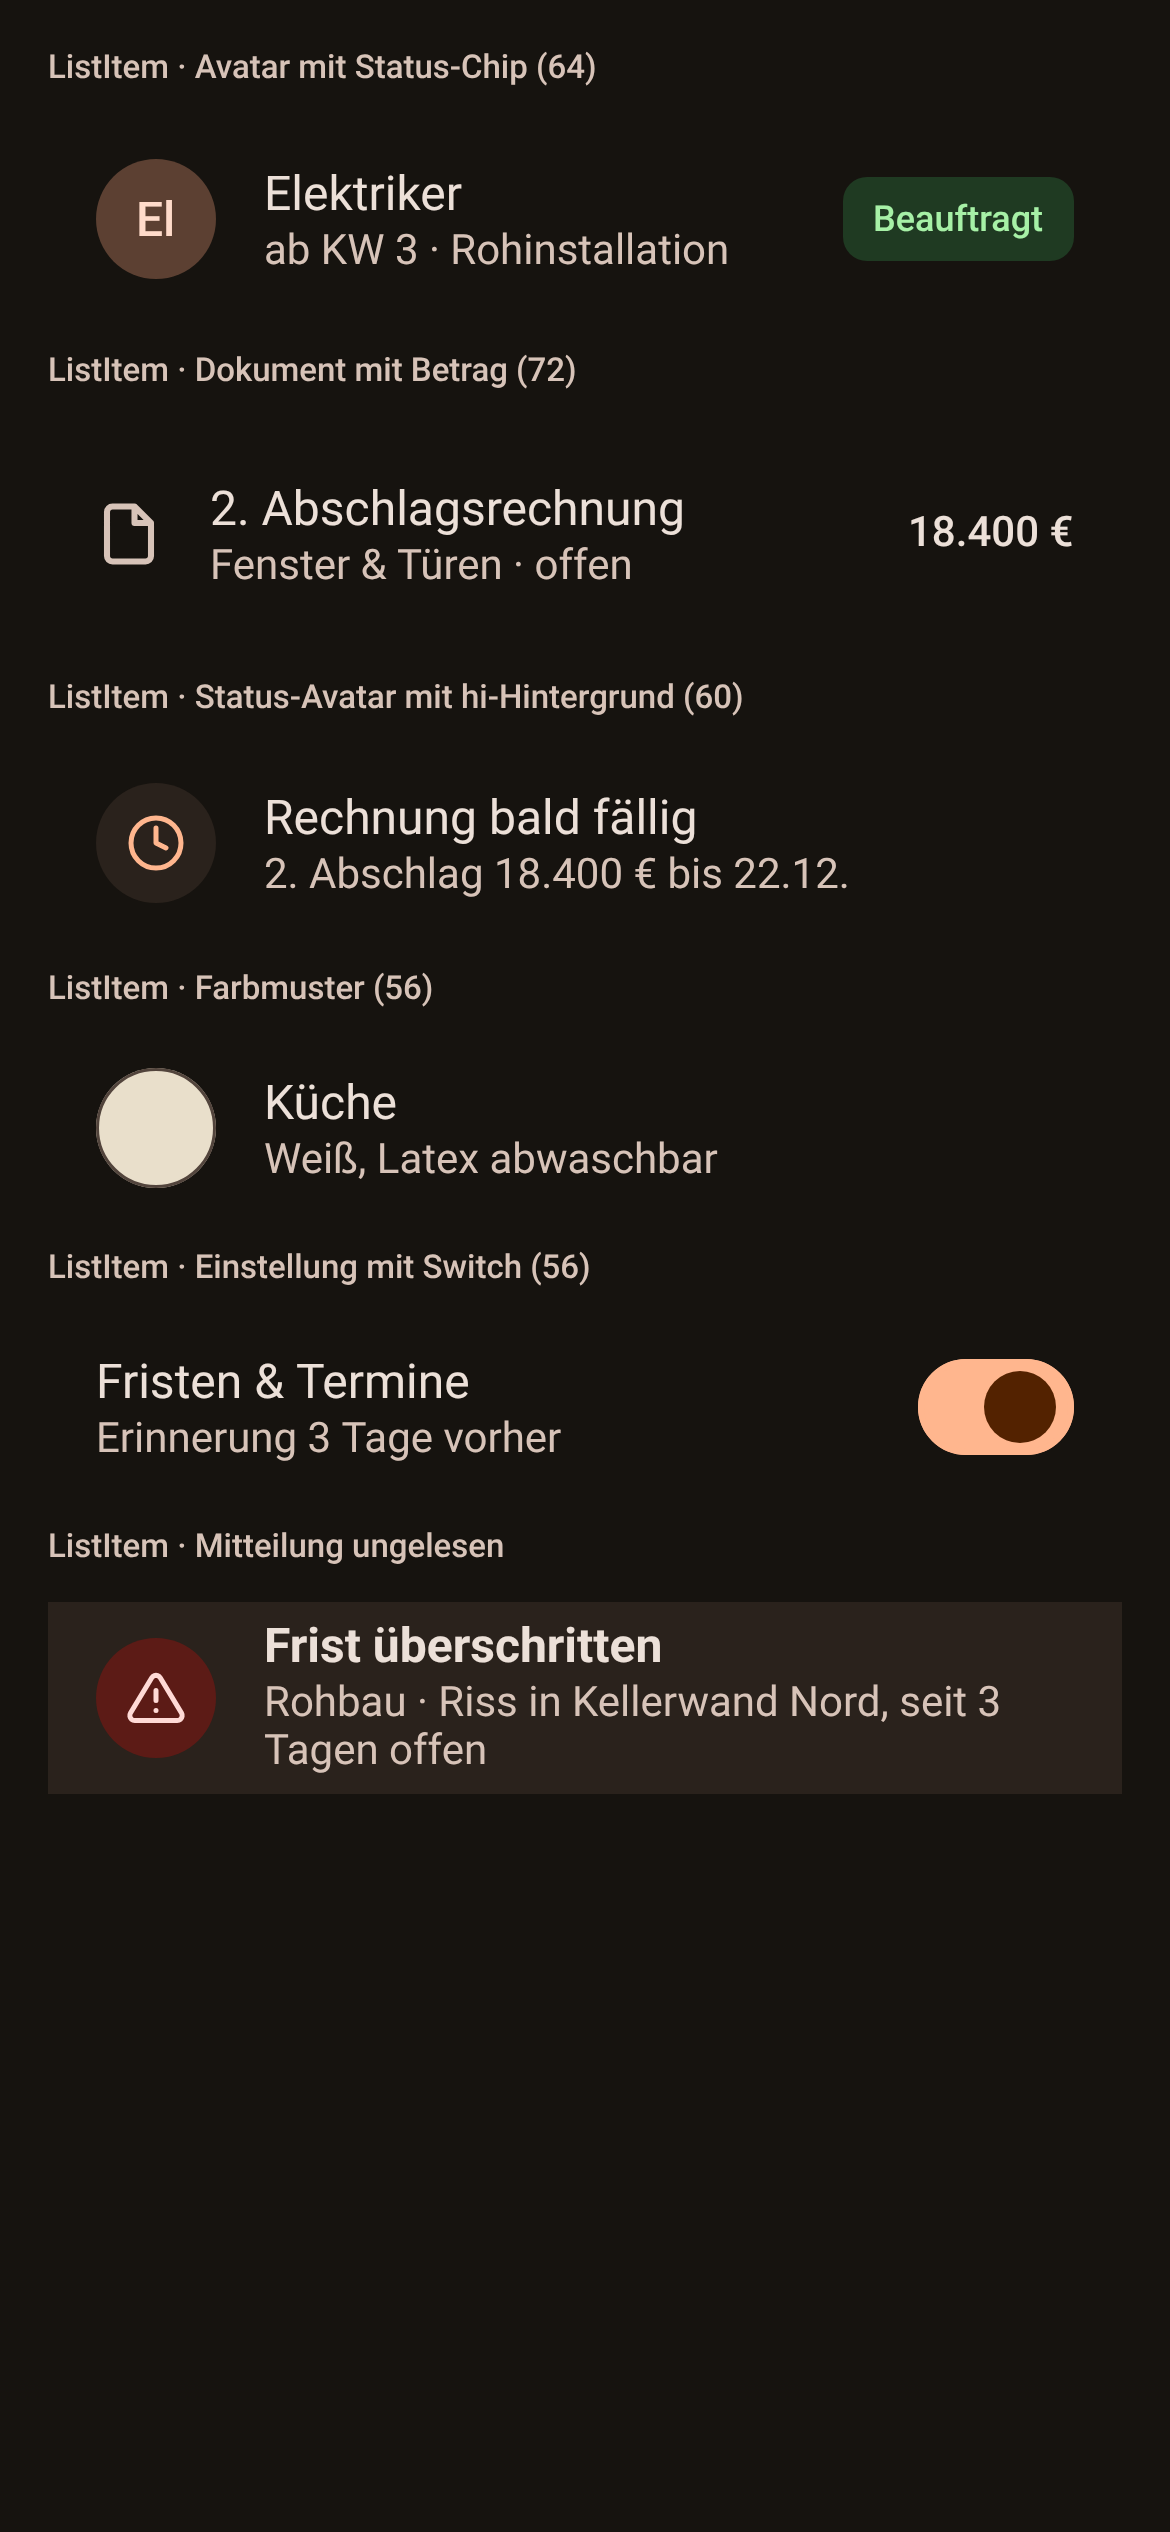 ListItem · Avatar mit Status-Chip (64)
El
Elektriker
ab KW 3 · Rohinstallation
Beauftragt
ListItem · Dokument mit Betrag (72)
2. Abschlagsrechnung
Fenster & Türen · offen
18.400 €
ListItem · Status-Avatar mit hi-Hintergrund (60)
Rechnung bald fällig
2. Abschlag 18.400 € bis 22.12.
ListItem · Farbmuster (56)
Küche
Weiß, Latex abwaschbar
ListItem · Einstellung mit Switch (56)
Fristen & Termine
Erinnerung 3 Tage vorher
ListItem · Mitteilung ungelesen
Frist überschritten
Rohbau · Riss in Kellerwand Nord, seit 3
Tagen offen